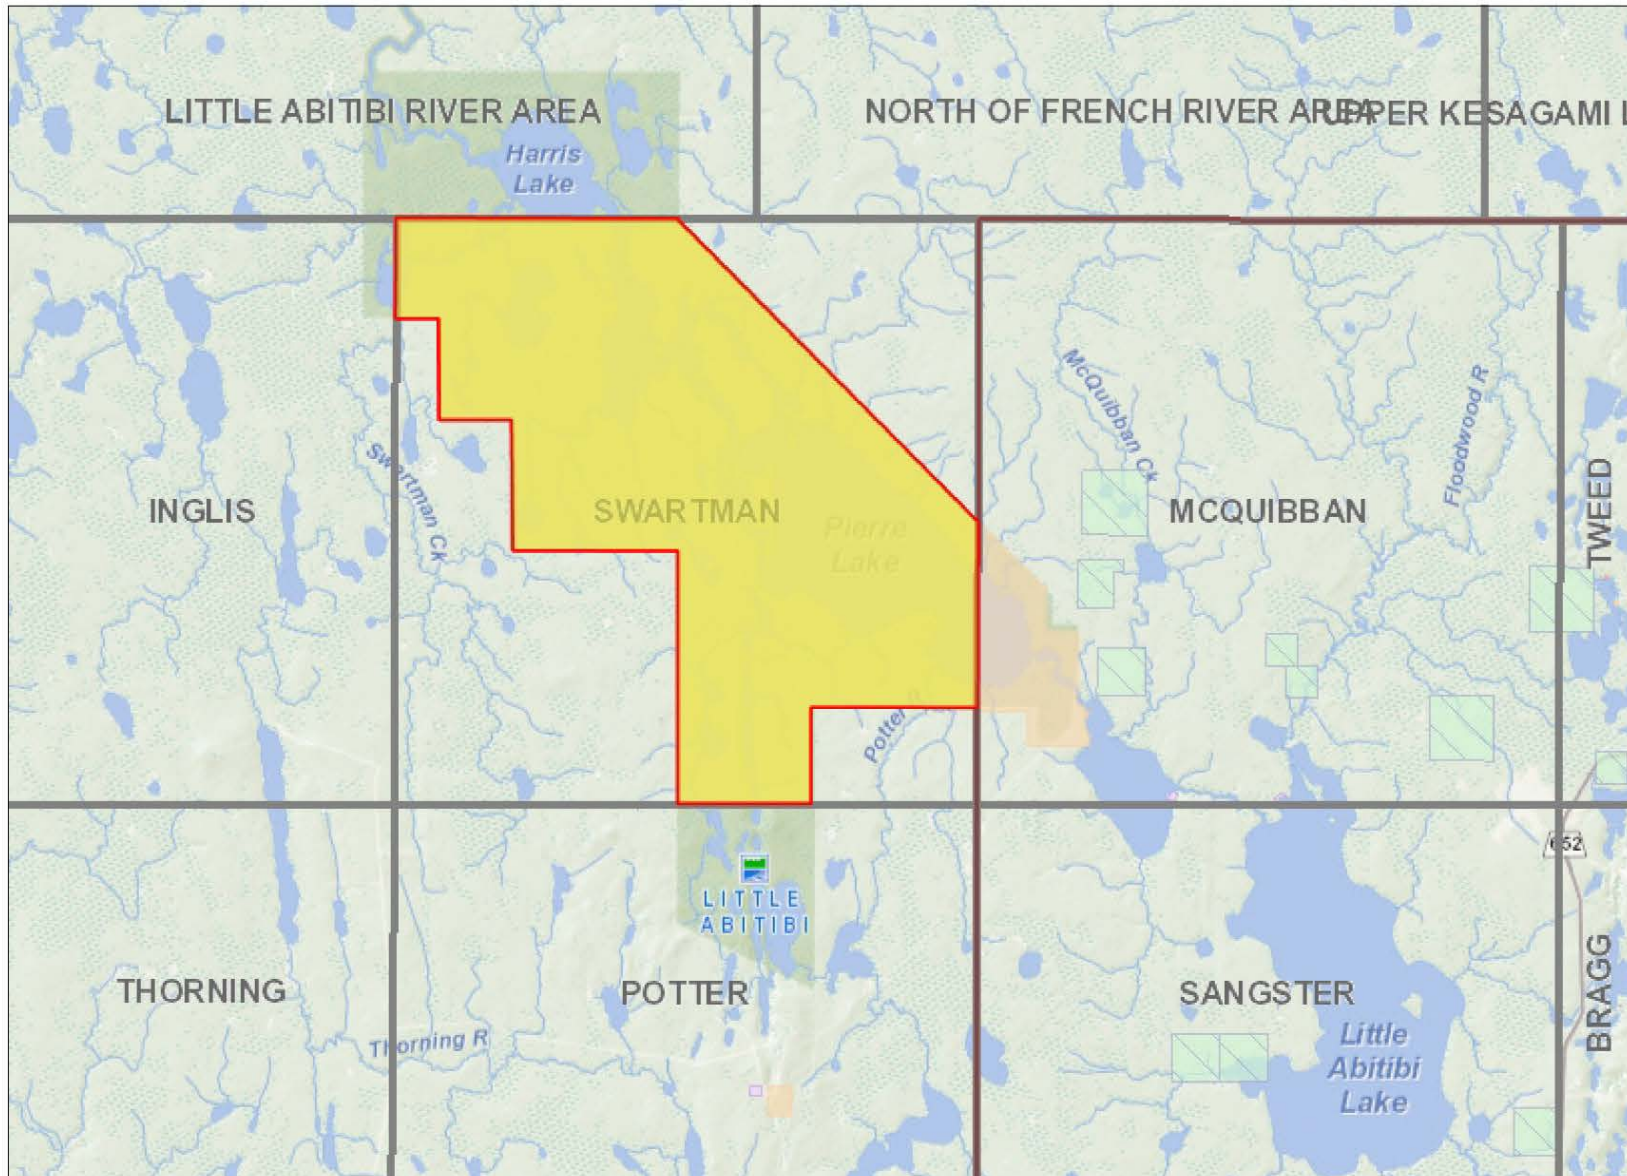 LITTLE ABITIBI RIVER AREA
NORTH OF FRENCH RIVER AREA
UPPER KESAGAMI L
Harris
Lake
McQuibban Ck
Floodwood R
Swartman Ck
INGLIS
SWARTMAN
Pierre
Lake
MCQUIBBAN
TWEED
Potter R
652
LITTLE
ABITIBI
THORNING
POTTER
SANGSTER
BRAGG
Thorning R
Little
Abitibi
Lake